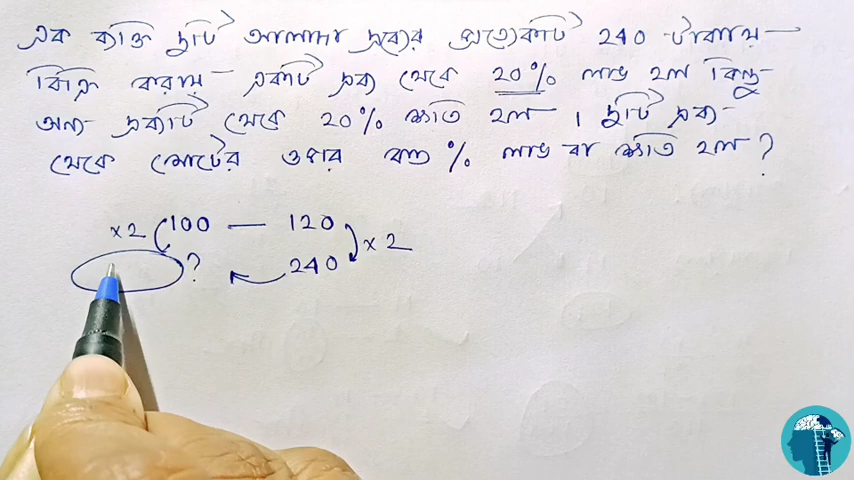 এক ব্যক্তি দুটি আলাদা দ্রব্যের প্রত্যেকটি 240 টাকায়
বিক্রি করায় একটি দ্রব্য থেকে 20% লাভ হল কিন্তু
অন্য দ্রব্যটি থেকে 20% ক্ষতি হল । দুটি দ্রব্য
থেকে মোটের ওপর কত % লাভ বা ক্ষতি হল ?
×2 100 — 120 ×2
? 240